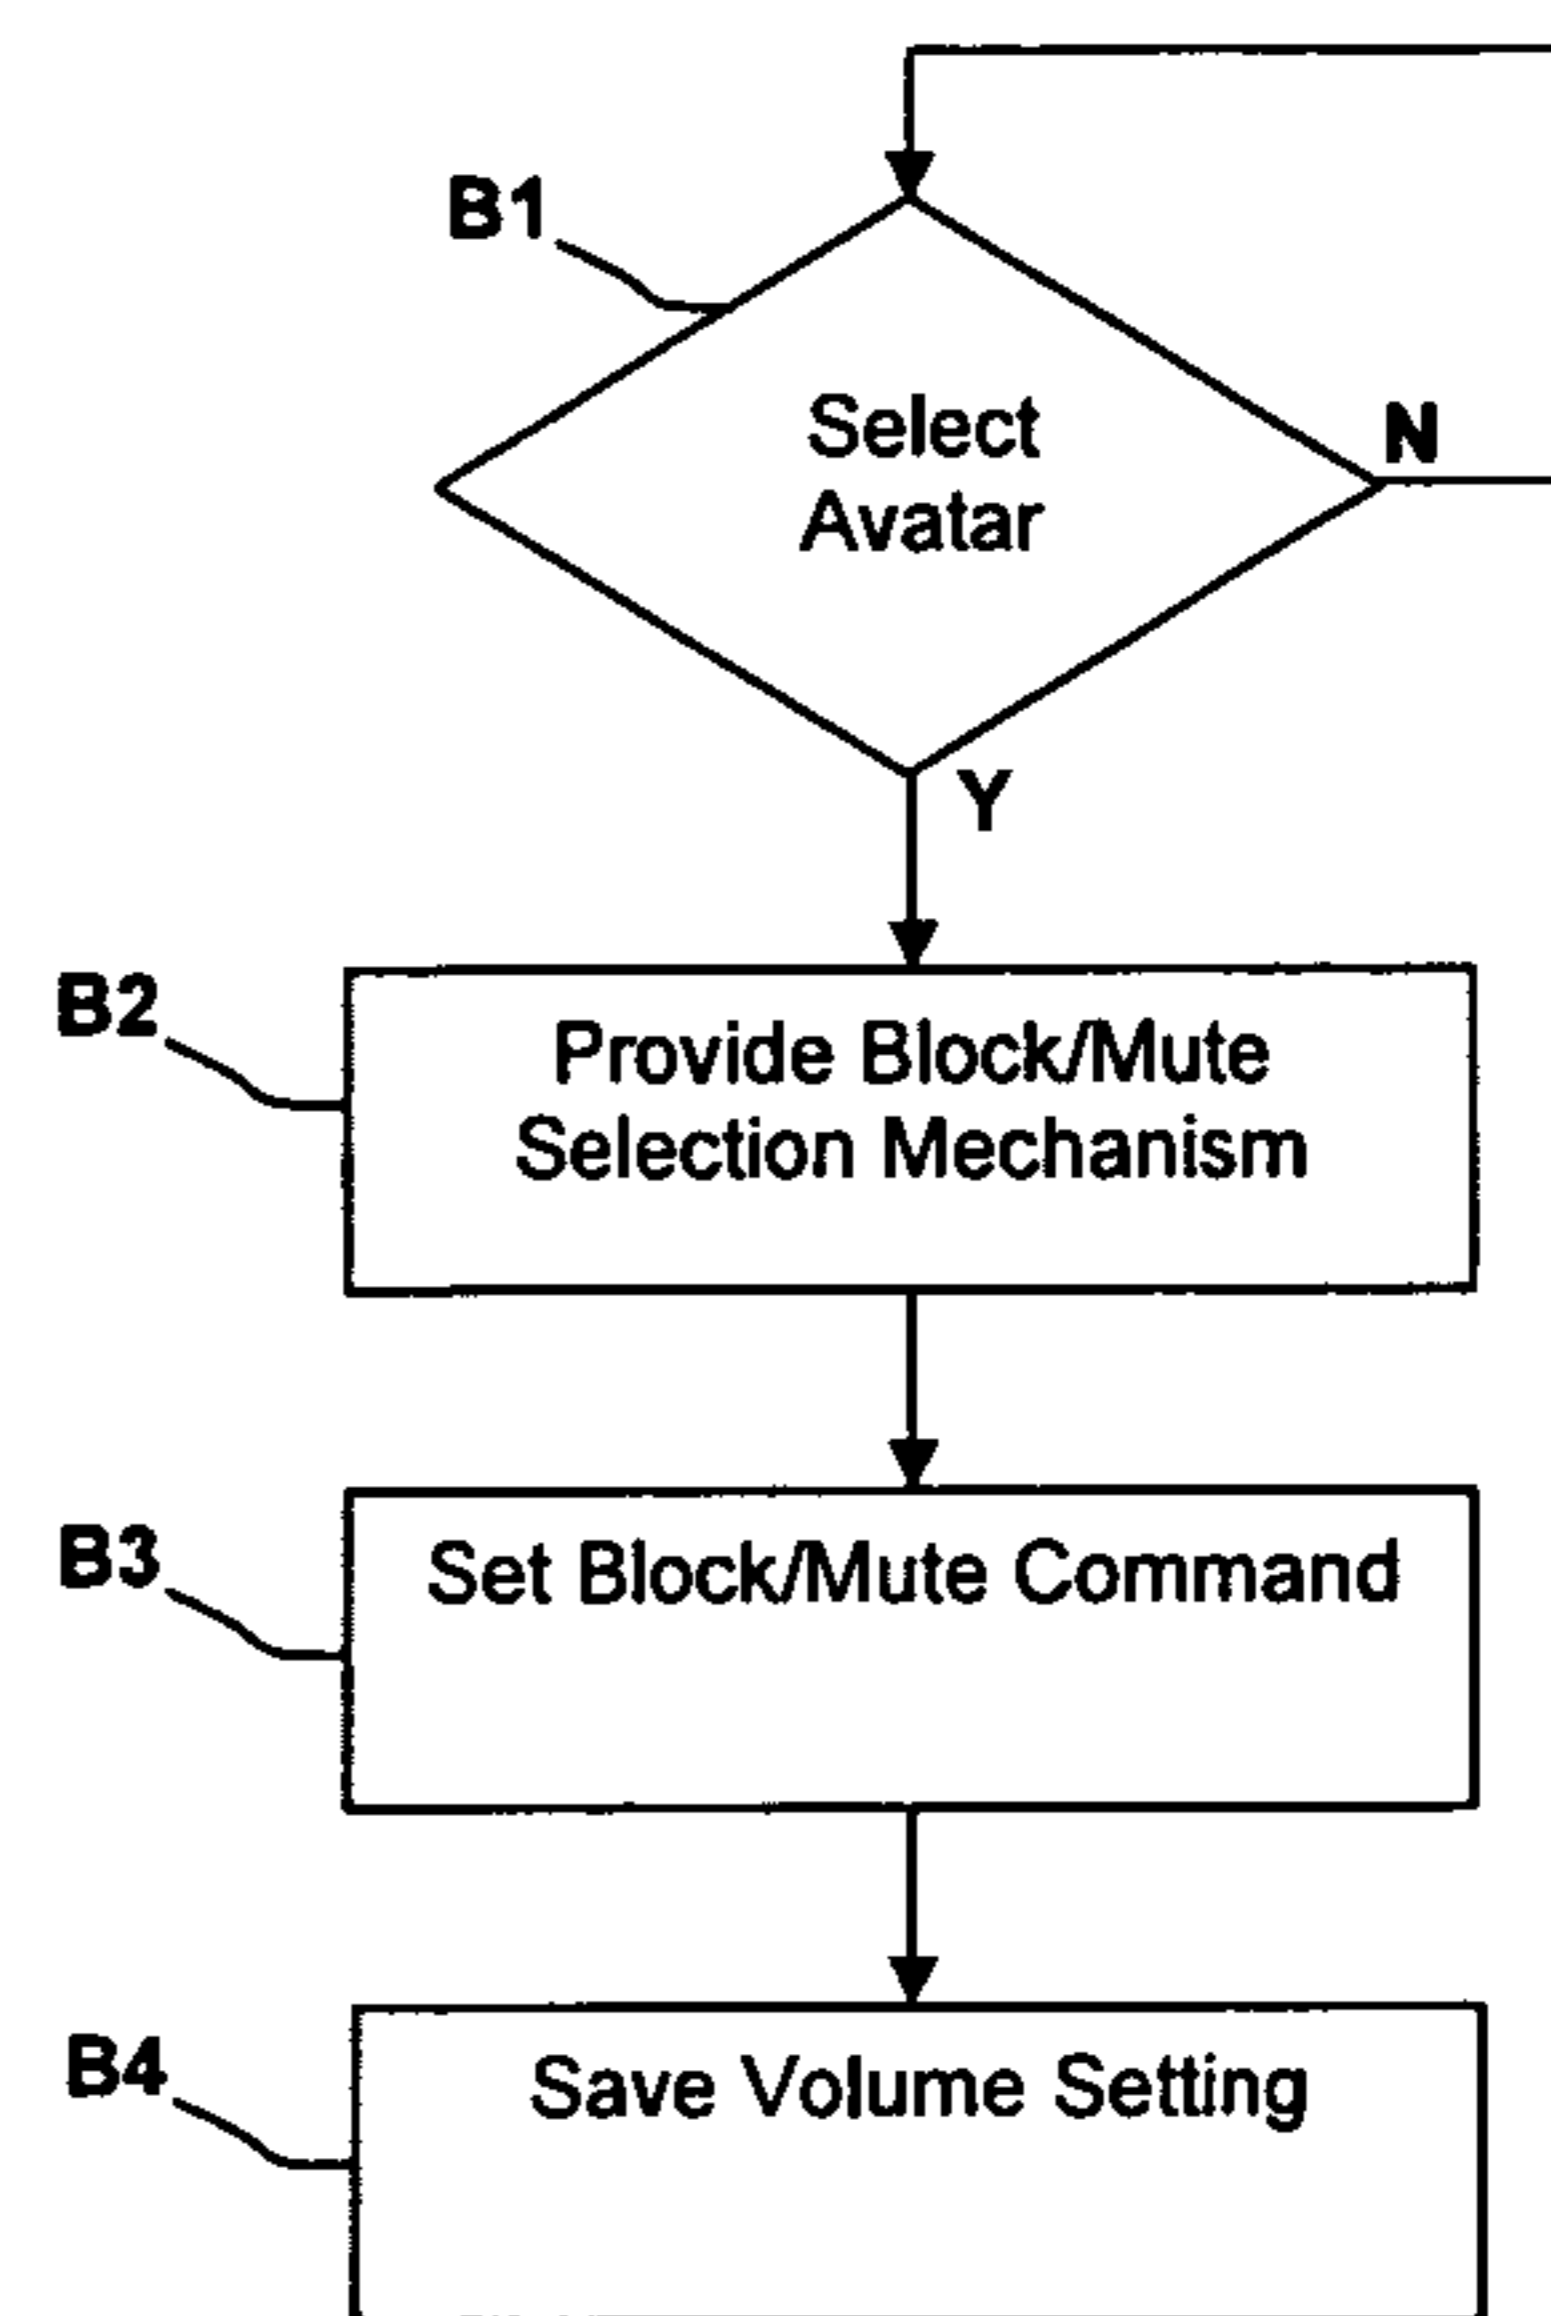 B1
Select
Avatar
N
Y
B2
Provide Block/Mute
Selection Mechanism
B3
Set Block/Mute Command
B4
Save Volume Setting